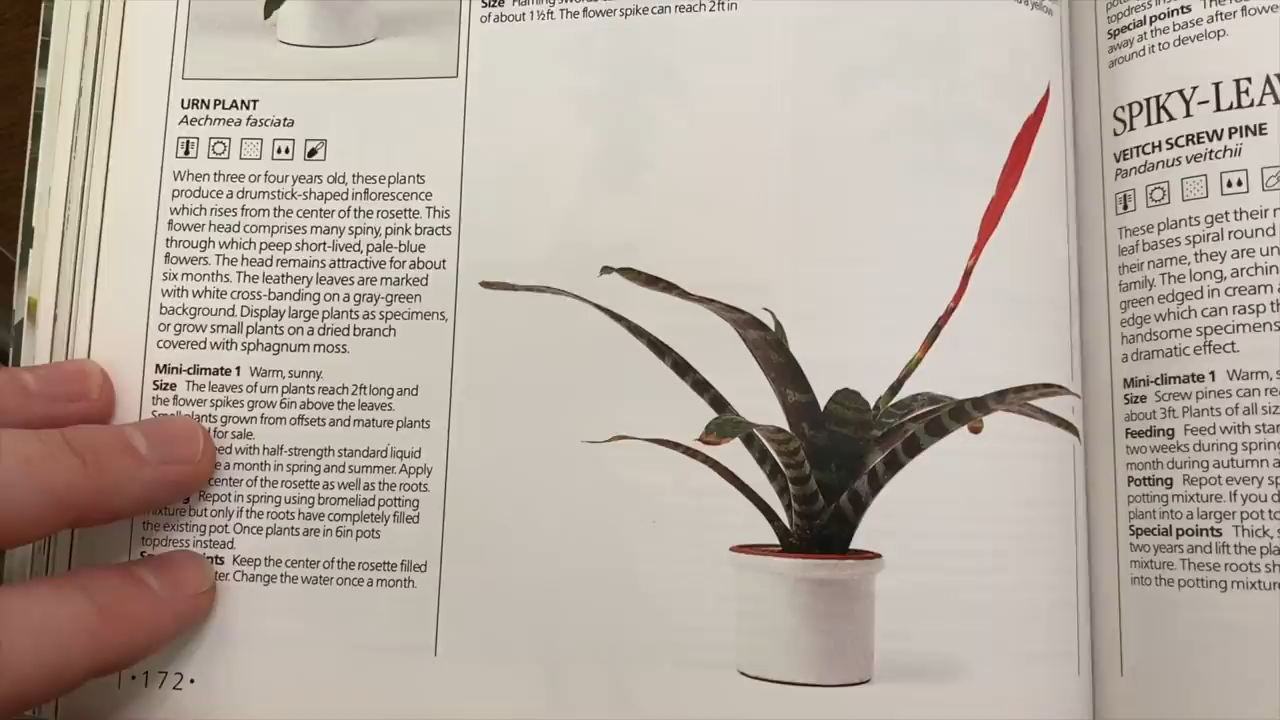 Size Flaming
of about 1½ft. The flower spike can reach 2ft in
URN PLANT
Aechmea fasciata
When three or four years old, these plants
produce a drumstick-shaped inflorescence
which rises from the center of the rosette. This
flower head comprises many spiny, pink bracts
through which peep short-lived, pale-blue
flowers. The head remains attractive for about
six months. The leathery leaves are marked
with white cross-banding on a gray-green
background. Display large plants as specimens,
or grow small plants on a dried branch
covered with sphagnum moss.
Mini-climate 1 Warm, sunny.
Size The leaves of urn plants reach 2ft long and
the flower spikes grow 6in above the leaves.
Small plants grown from offsets and mature plants
for sale.
with half-strength standard liquid
a month in spring and summer. Apply
center of the rosette as well as the roots.
Repot in spring using bromeliad potting
mixture but only if the roots have completely filled
the existing pot. Once plants are in 6in pots
topdress instead.
Keep the center of the rosette filled
Change the water once a month.
·172·
yellow
topdress
Special points The
away at the base after flowe
around it to develop.
SPIKY-LEA
VEITCH SCREW PINE
Pandanus veitchii
These plants get their n
leaf bases spiral round
their name, they are un
family. The long, archin
green edged in cream a
edge which can rasp th
handsome specimens
a dramatic effect.
Mini-climate 1 Warm, s
Size Screw pines can rea
about 3ft. Plants of all siz
Feeding Feed with stan
two weeks during spring
month during autumn a
Potting Repot every sp
potting mixture. If you c
plant into a larger pot to
Special points Thick, s
two years and lift the pla
mixture. These roots sh
into the potting mixture